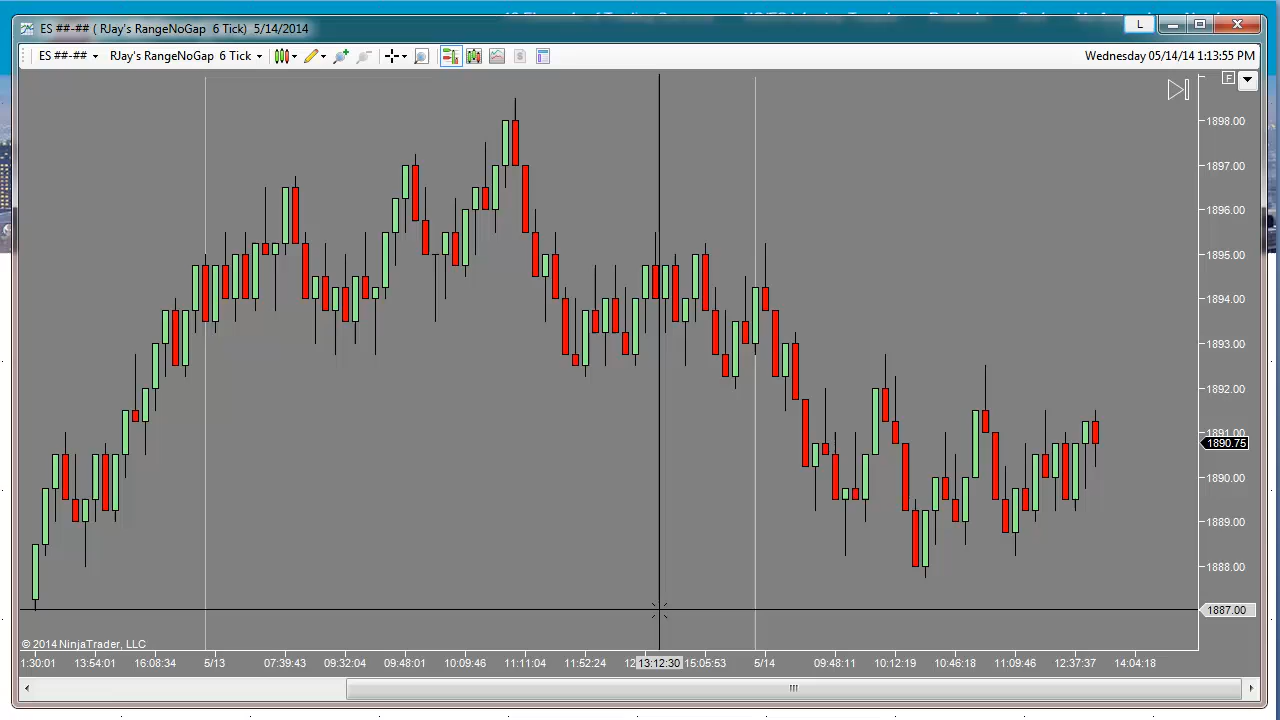 ES ##-## ( RJay's RangeNoGap  6 Tick)  5/14/2014
L
ES ##-##
RJay's RangeNoGap  6 Tick
Wednesday 05/14/14 1:13:55 PM
F
1898.00
1897.00
1896.00
1895.00
1894.00
1893.00
1892.00
1891.00
1890.75
1890.00
1889.00
1888.00
1887.00
© 2014 NinjaTrader, LLC
1:30:01 13:54:01 16:08:34 5/13 07:39:43 09:32:04 09:48:01 10:09:46 11:11:04 11:52:24 12 13:12:30 15:05:53 5/14 09:48:11 10:12:19 10:46:18 11:09:46 12:37:37 14:04:18